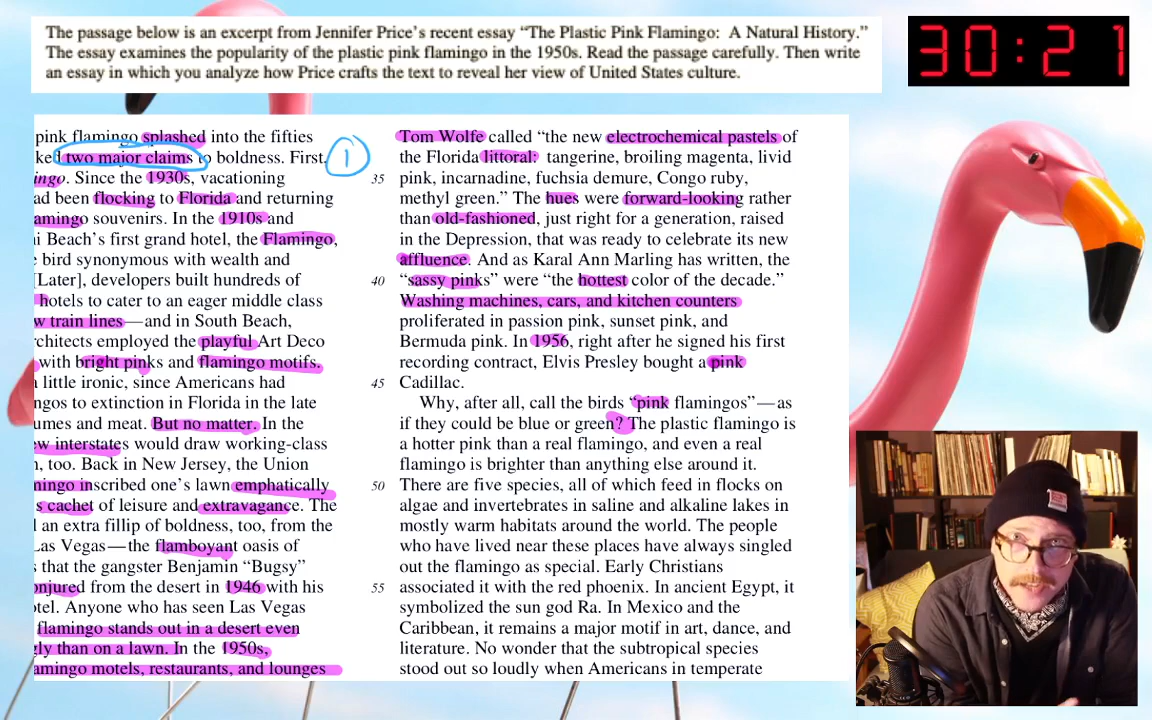 The passage below is an excerpt from Jennifer Price's recent essay “The Plastic Pink Flamingo: A Natural History.”
The essay examines the popularity of the plastic pink flamingo in the 1950s. Read the passage carefully. Then write
an essay in which you analyze how Price crafts the text to reveal her view of United States culture.
30:21
pink flamingo splashed into the fifties
two major claims to boldness. First,
1
Since the 1930s, vacationing
been flocking to Florida and returning
souvenirs. In the 1910s and
Beach's first grand hotel, the Flamingo,
bird synonymous with wealth and
[Later], developers built hundreds of
hotels to cater to an eager middle class
train lines—and in South Beach,
employed the playful Art Deco
with bright pinks and flamingo motifs.
little ironic, since Americans had
to extinction in Florida in the late
and meat. But no matter. In the
interstates would draw working-class
too. Back in New Jersey, the Union
inscribed one's lawn emphatically
cachet of leisure and extravagance. The
an extra fillip of boldness, too, from the
Las Vegas—the flamboyant oasis of
that the gangster Benjamin “Bugsy”
from the desert in 1946 with his
Anyone who has seen Las Vegas
flamingo stands out in a desert even
than on a lawn. In the 1950s,
motels, restaurants, and lounges
Tom Wolfe called “the new electrochemical pastels of
the Florida littoral: tangerine, broiling magenta, livid
35 pink, incarnadine, fuchsia demure, Congo ruby,
methyl green.” The hues were forward-looking rather
than old-fashioned, just right for a generation, raised
in the Depression, that was ready to celebrate its new
affluence. And as Karal Ann Marling has written, the
40 “sassy pinks” were “the hottest color of the decade.”
Washing machines, cars, and kitchen counters
proliferated in passion pink, sunset pink, and
Bermuda pink. In 1956, right after he signed his first
recording contract, Elvis Presley bought a pink
45 Cadillac.
Why, after all, call the birds “pink flamingos”—as
if they could be blue or green? The plastic flamingo is
a hotter pink than a real flamingo, and even a real
flamingo is brighter than anything else around it.
50 There are five species, all of which feed in flocks on
algae and invertebrates in saline and alkaline lakes in
mostly warm habitats around the world. The people
who have lived near these places have always singled
out the flamingo as special. Early Christians
55 associated it with the red phoenix. In ancient Egypt, it
symbolized the sun god Ra. In Mexico and the
Caribbean, it remains a major motif in art, dance, and
literature. No wonder that the subtropical species
stood out so loudly when Americans in temperate